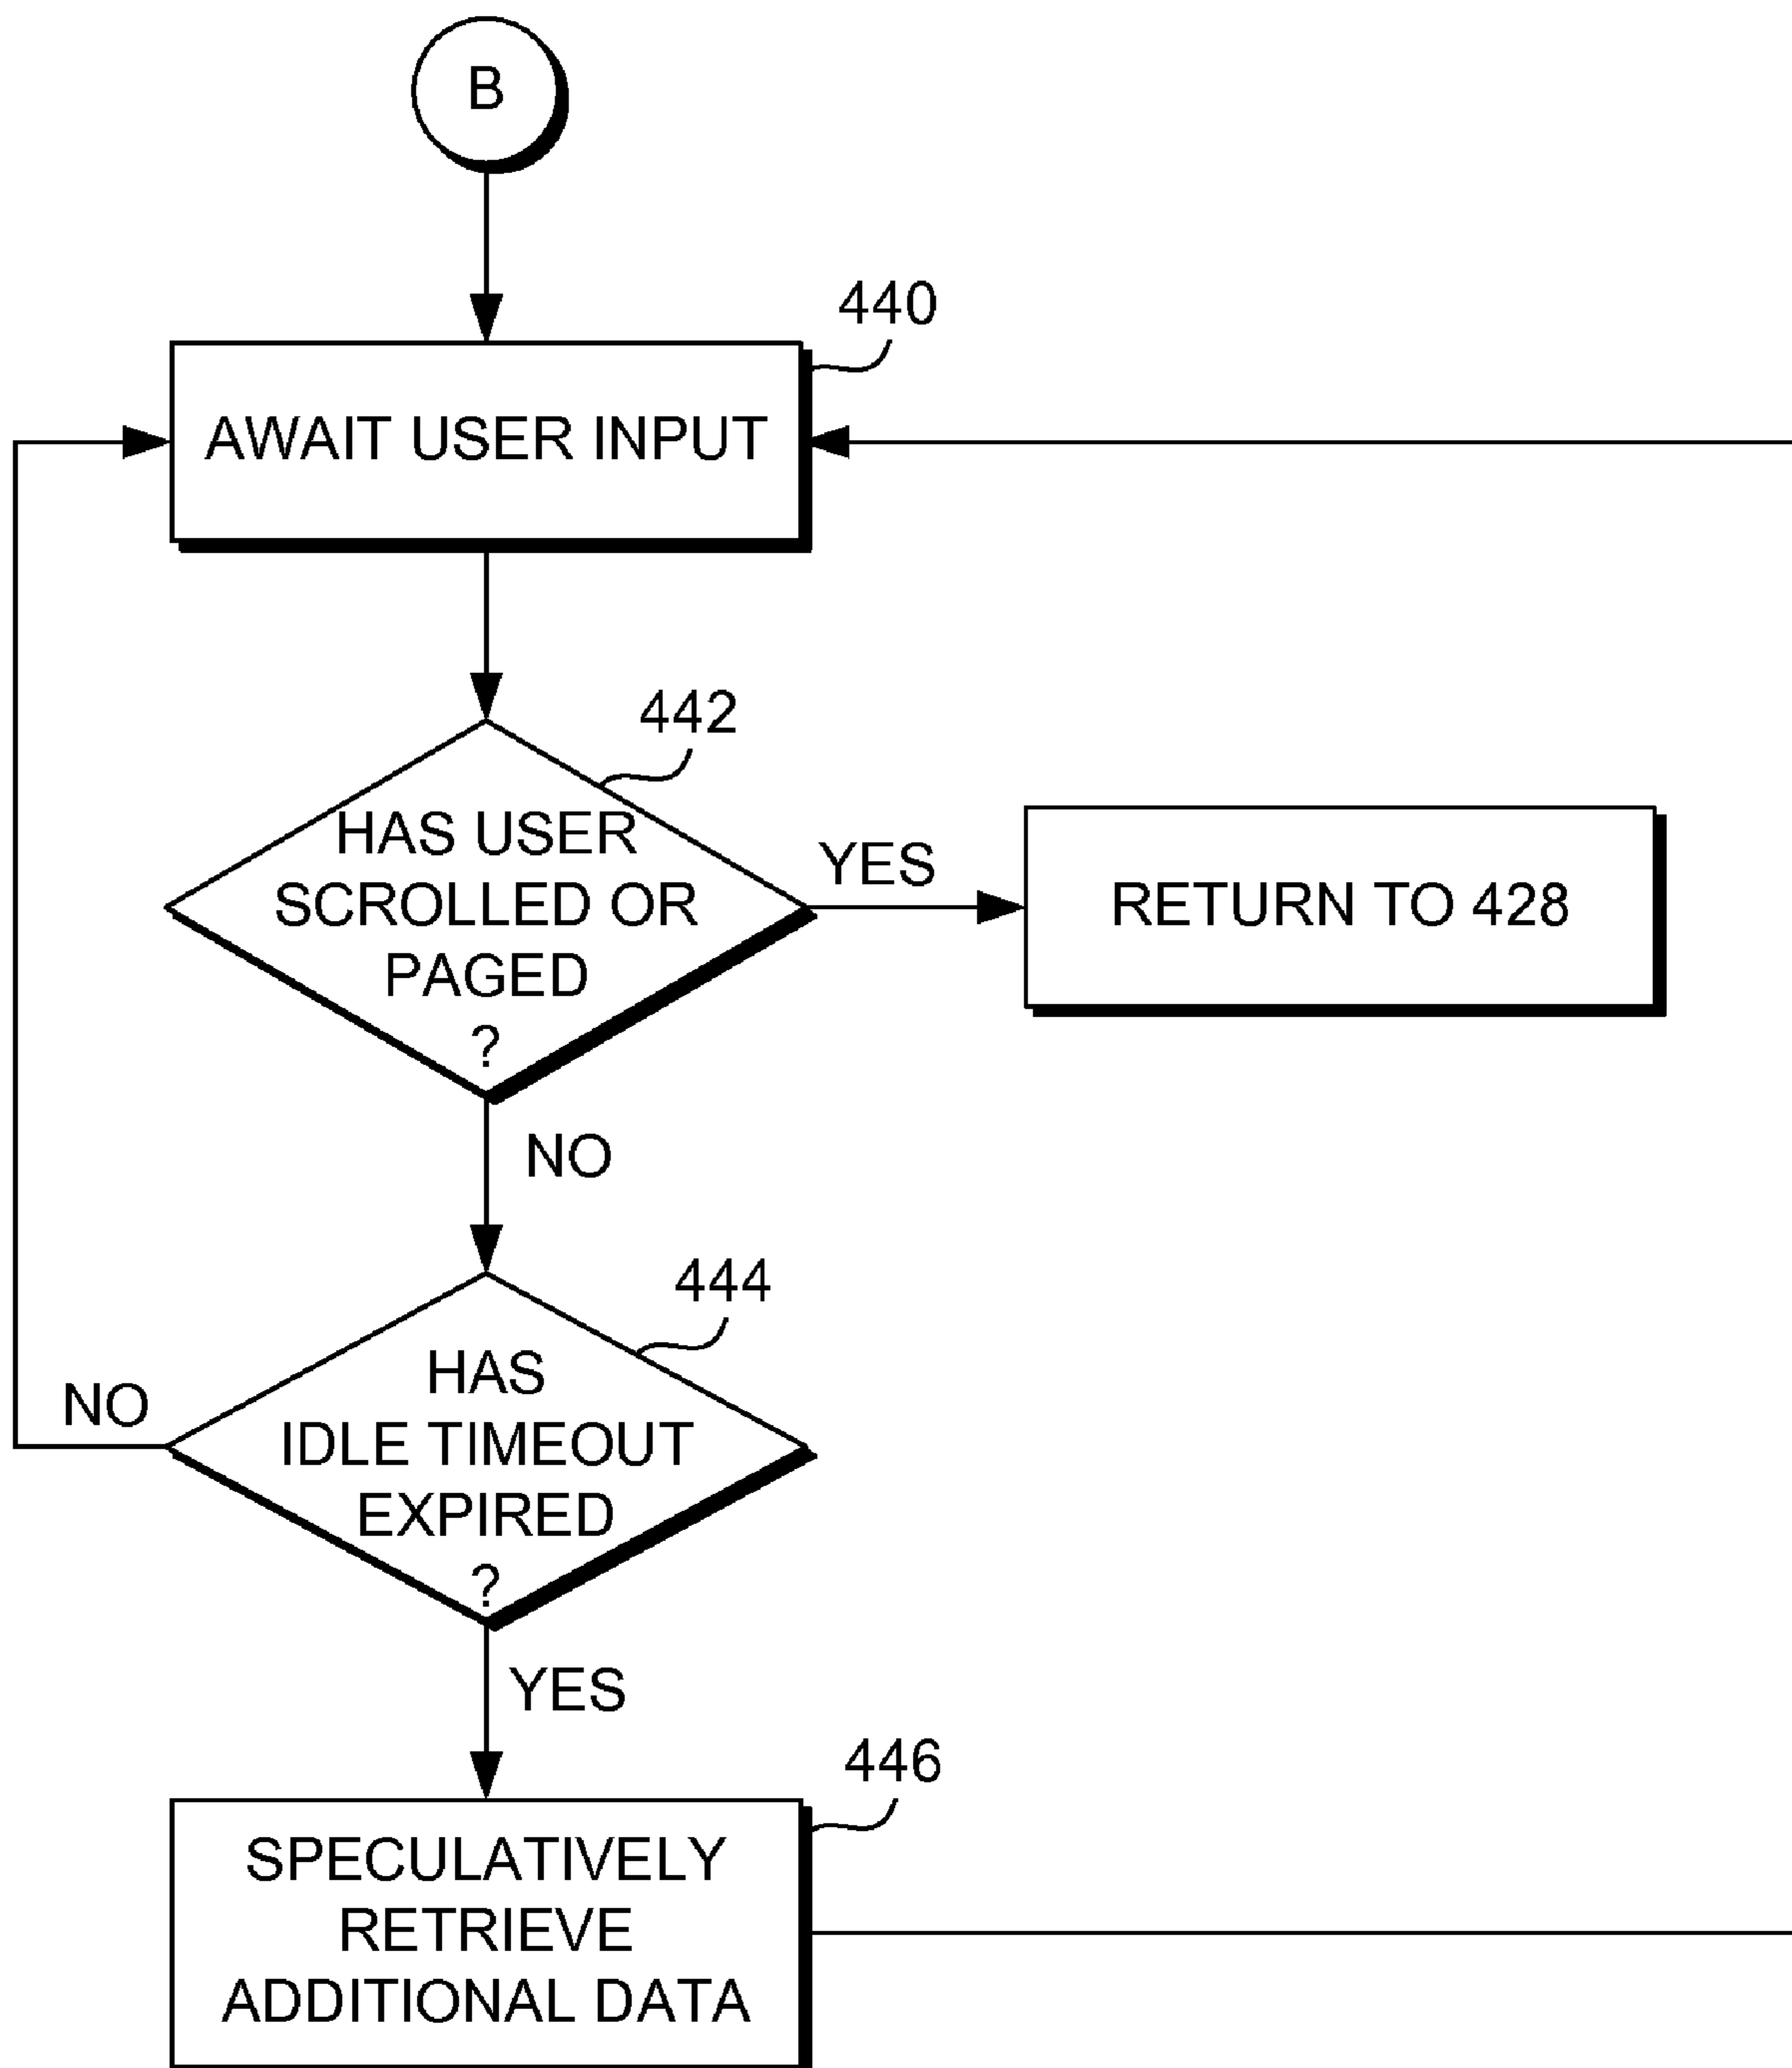 B
440
AWAIT USER INPUT
442
HAS USER
SCROLLED OR
PAGED
?
YES
RETURN TO 428
NO
444
HAS
IDLE TIMEOUT
EXPIRED
?
NO
YES
446
SPECULATIVELY
RETRIEVE
ADDITIONAL DATA